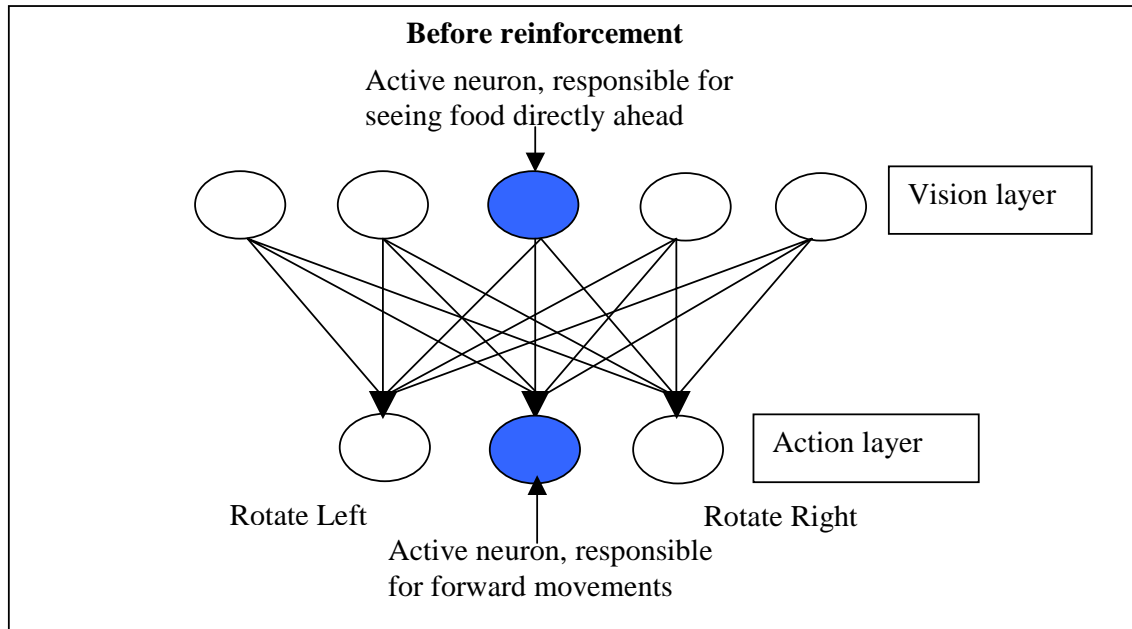 Before reinforcement
Active neuron, responsible for
seeing food directly ahead
Vision layer
Action layer
Rotate Left
Rotate Right
Active neuron, responsible
for forward movements